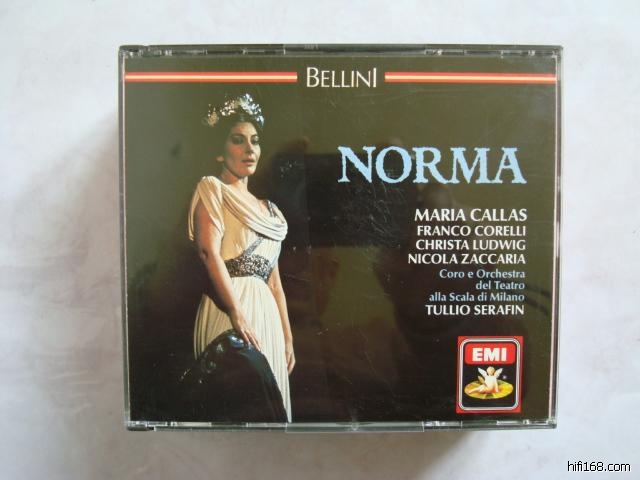 BELLINI
NORMA
MARIA CALLAS
FRANCO CORELLI
CHRISTA LUDWIG
NICOLA ZACCARIA
Coro e Orchestra
del Teatro
alla Scala di Milano
TULLIO SERAFIN
EMI
hifi168.com